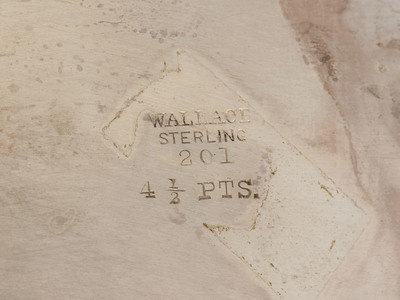 WALLACE
STERLING
201
4 1/2 PTS.